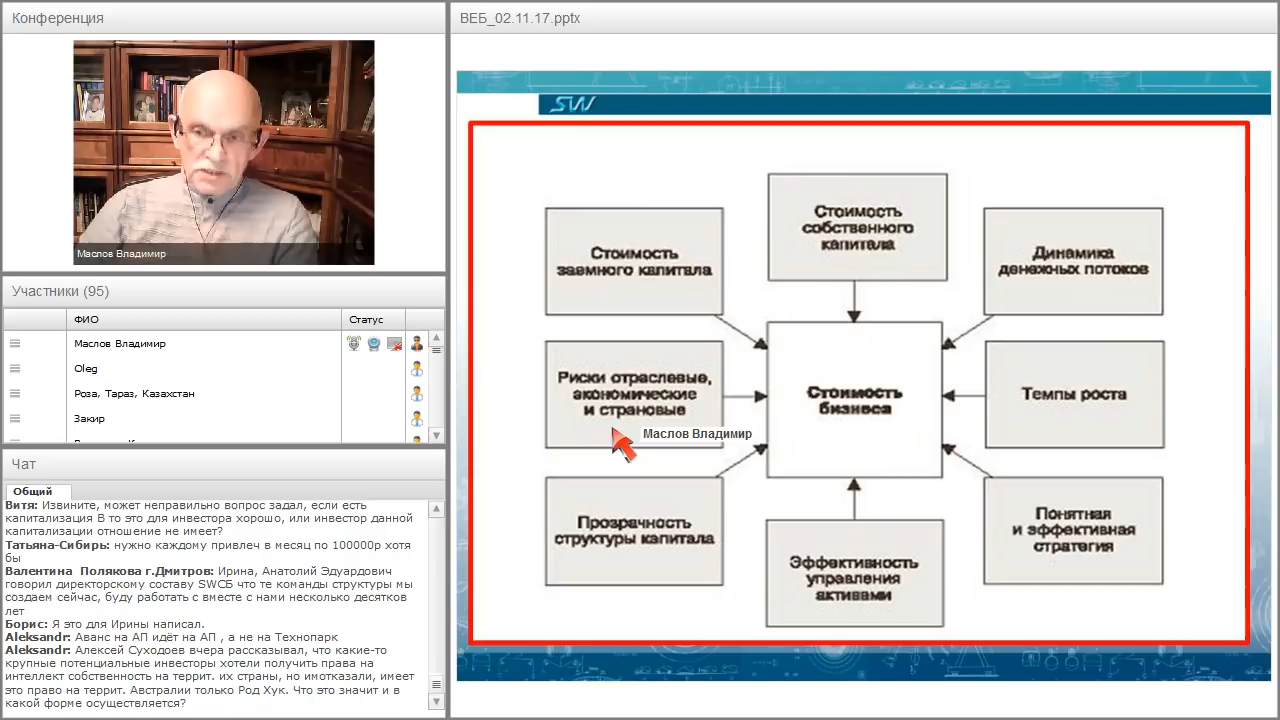 Конференция
Маслов Владимир
Участники (95)
ФИО
Статус
Маслов Владимир
Oleg
Роза, Тараз, Казахстан
Закир
Чат
Общий
Витя: Извините, может неправильно вопрос задал, если есть
капитализация В то это для инвестора хорошо, или инвестор данной
капитализации отношение не имеет?
Татьяна-Сибирь: нужно каждому привлеч в месяц по 100 дол хотя
бы
Валентина Полякова г.Дмитров: Ирина, Анатолий Эдуардович
говорил директорскому составу SWСБ что те команды структуры мы
создаем сейчас, буду работать с вместе с нами несколько десятков
лет
Борис: Я это для Ирины написал.
Aleksandr: Аванс на АП идёт на АП , а не на Технопарк
Aleksandr: Алексей Суходоев вчера рассказывал, что какие-то
крупные потенциальные инвесторы хотели получить права на
интеллект собственность на террит. их страны, но имотказали, имеет
это право на террит. Австралии только Род Хук. Что это значит и в
какой форме осуществляется?
ВЕБ_02.11.17.pptx
SW
Стоимость
заемного капитала
Стоимость
собственного
капитала
Динамика
денежных потоков
Риски отраслевые,
экономические
и страновые
Маслов Владимир
Стоимость
бизнеса
Темпы роста
Прозрачность
структуры капитала
Эффективность
управления
активами
Понятная
и эффективная
стратегия